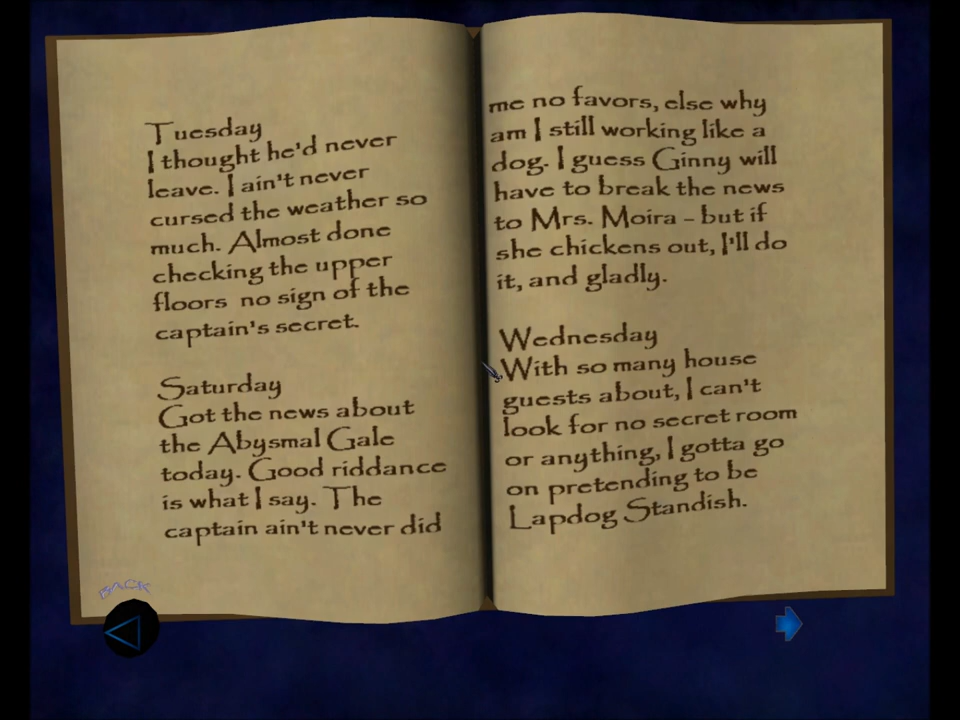 Tuesday
I thought he'd never
leave. I ain't never
cursed the weather so
much. Almost done
checking the upper
floors no sign of the
captain's secret.
Saturday
Got the news about
the Abysmal Gale
today. Good riddance
is what I say. The
captain ain't never did
me no favors, else why
am I still working like a
dog. I guess Ginny will
have to break the news
to Mrs. Moira - but if
she chickens out, I'll do
it, and gladly.
Wednesday
With so many house
guests about, I can't
look for no secret room
or anything, I gotta go
on pretending to be
Lapdog Standish.
BACK